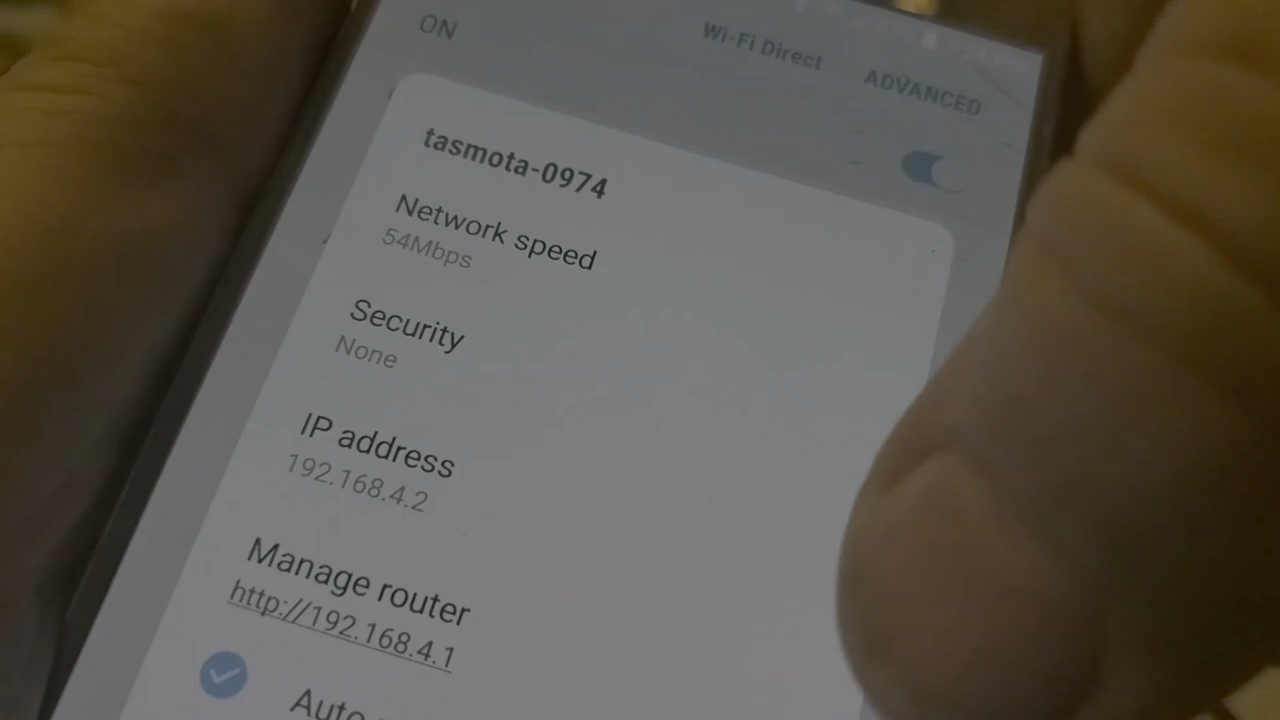 ON
Wi-Fi Direct
ADVANCED
tasmota-0974
Network speed
54Mbps
Security
None
IP address
192.168.4.2
Manage router
http://192.168.4.1
Auto